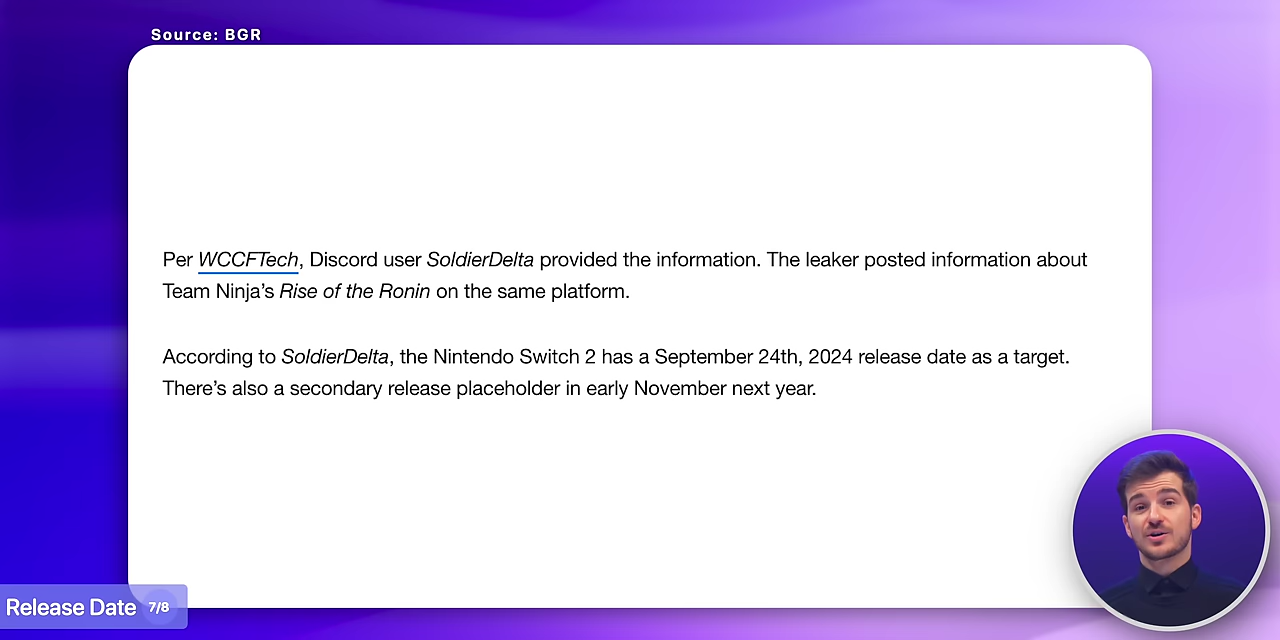 Source: BGR
Per WCCFTech, Discord user SoldierDelta provided the information. The leaker posted information about
Team Ninja’s Rise of the Ronin on the same platform.
According to SoldierDelta, the Nintendo Switch 2 has a September 24th, 2024 release date as a target.
There’s also a secondary release placeholder in early November next year.
Release Date 7/8